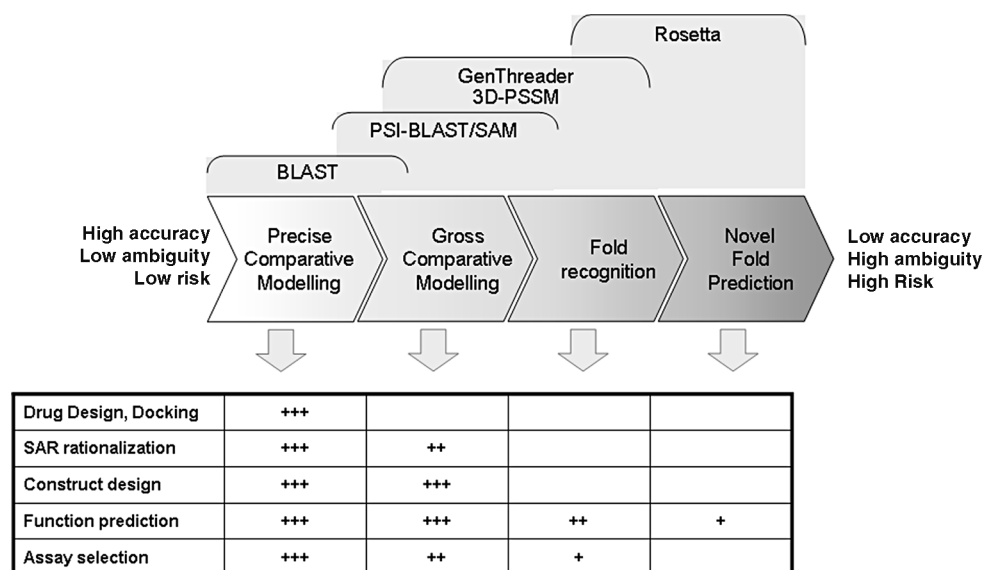 Rosetta
GenThreader
3D-PSSM
PSI-BLAST/SAM
BLAST
High accuracy
Low ambiguity
Low risk
Precise
Comparative
Modelling
Gross
Comparative
Modelling
Fold
recognition
Novel
Fold
Prediction
Low accuracy
High ambiguity
High Risk
Drug Design, Docking +++
SAR rationalization +++ ++
Construct design +++ +++
Function prediction +++ +++ ++ +
Assay selection +++ ++ +